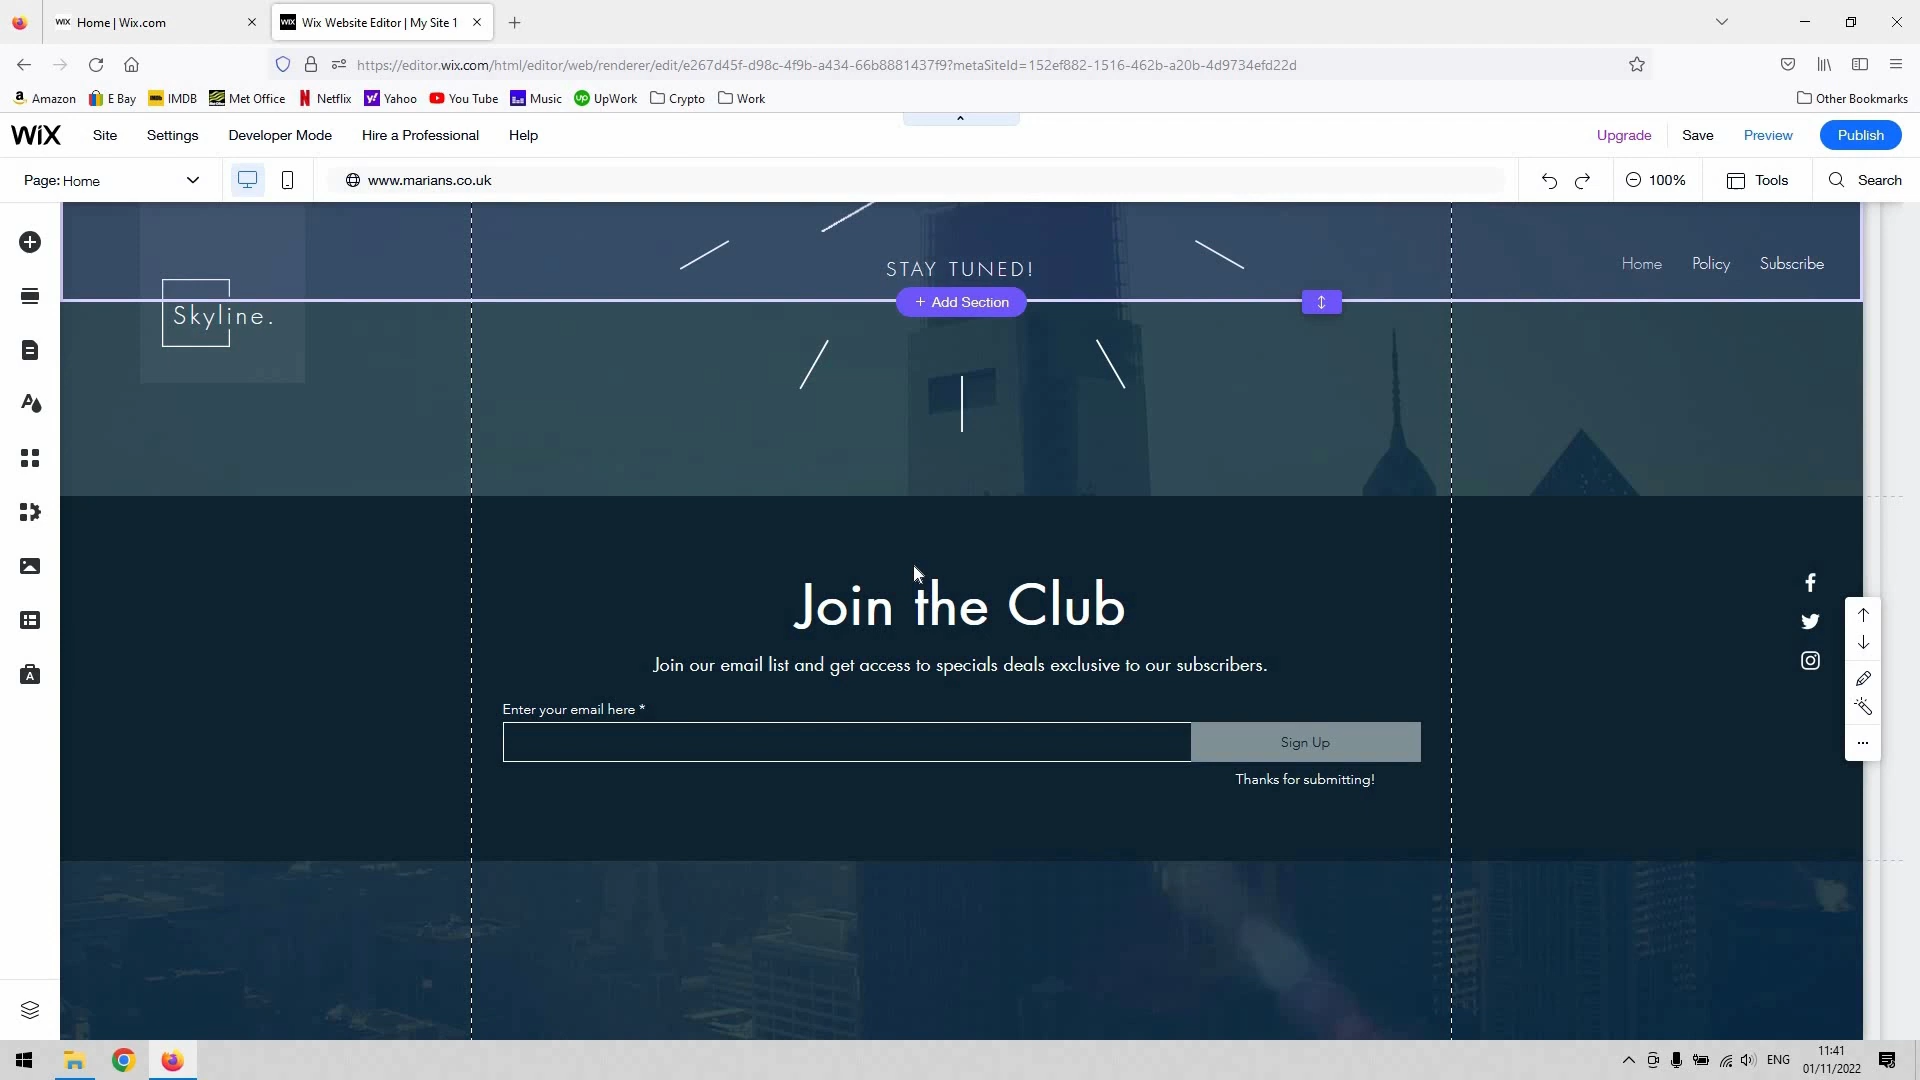 Home | Wix.com
Wix Website Editor | My Site 1
https://editor.wix.com/html/editor/web/renderer/edit/e267d45f-d98c-4f9b-a434-66b8881437f9?metaSiteId=152ef882-1516-462b-a20b-4d9734efd22d
Amazon
E Bay
IMDB
Met Office
Netflix
Yahoo
You Tube
Music
UpWork
Crypto
Work
Other Bookmarks
WiX
Site
Settings
Developer Mode
Hire a Professional
Help
Upgrade
Save
Preview
Publish
Page: Home
www.marians.co.uk
100%
Tools
Search
STAY TUNED!
Home
Policy
Subscribe
+ Add Section
Skyline.
Join the Club
Join our email list and get access to specials deals exclusive to our subscribers.
Enter your email here *
Sign Up
Thanks for submitting!
ENG
11:41
01/11/2022